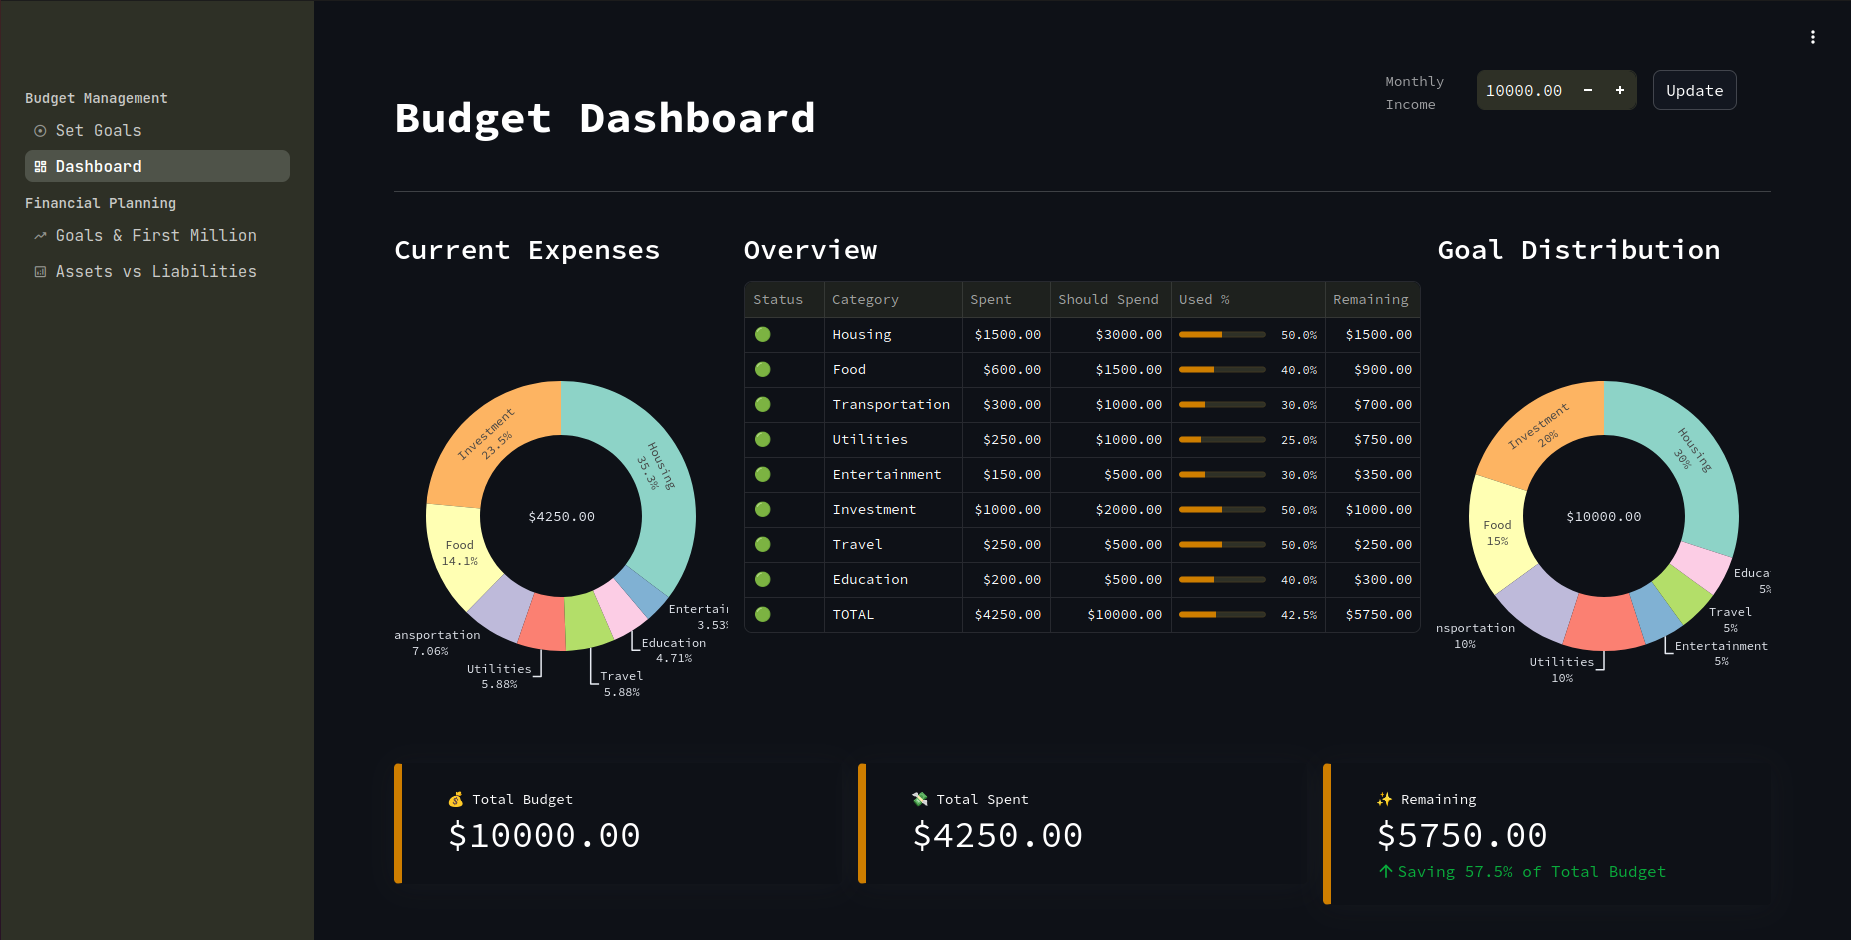 Budget Management
Set Goals
Dashboard
Financial Planning
Goals & First Million
Assets vs Liabilities
Budget Dashboard
Monthly
Income
10000.00 − +
Update
Current Expenses
Investment
23.5%
Housing
35.3%
Food
14.1%
$4250.00
ansportation
7.06%
Utilities
5.88%
Travel
5.88%
Education
4.71%
Entertain
3.53%
Overview
Status Category Spent Should Spend Used % Remaining
Housing $1500.00 $3000.00 50.0% $1500.00
Food $600.00 $1500.00 40.0% $900.00
Transportation $300.00 $1000.00 30.0% $700.00
Utilities $250.00 $1000.00 25.0% $750.00
Entertainment $150.00 $500.00 30.0% $350.00
Investment $1000.00 $2000.00 50.0% $1000.00
Travel $250.00 $500.00 50.0% $250.00
Education $200.00 $500.00 40.0% $300.00
TOTAL $4250.00 $10000.00 42.5% $5750.00
Goal Distribution
Investment
20%
Housing
30%
Food
15%
$10000.00
nsportation
10%
Utilities
10%
Entertainment
5%
Travel
5%
Educa
5%
💰 Total Budget
$10000.00
💸 Total Spent
$4250.00
✨ Remaining
$5750.00
↑ Saving 57.5% of Total Budget